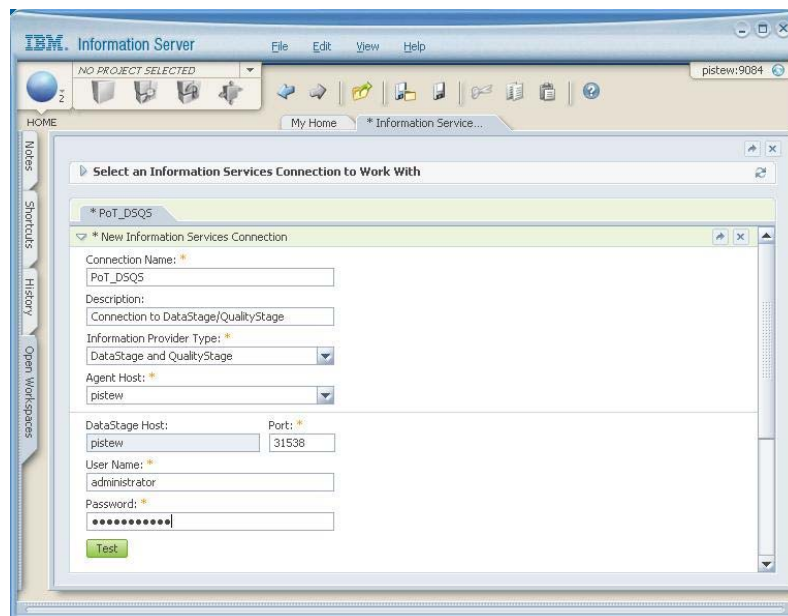 IBM. Information Server
File Edit View Help
NO PROJECT SELECTED
pistew:9084
2
HOME
My Home
* Information Service...
Notes
Shortcuts
History
Open Workspaces
Select an Information Services Connection to Work With
* PoT_DSQS
* New Information Services Connection
Connection Name: *
PoT_DSQS
Description:
Connection to DataStage/QualityStage
Information Provider Type: *
DataStage and QualityStage
Agent Host: *
pistew
DataStage Host: Port: *
pistew 31538
User Name: *
administrator
Password: *
●●●●●●●●●●●
Test